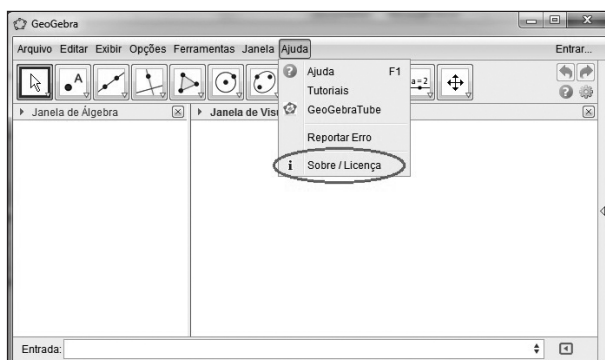 GeoGebra
Arquivo Editar Exibir Opções Ferramentas Janela Ajuda Entrar...
A a=2
Janela de Álgebra Janela de Visu
Ajuda F1
Tutoriais
GeoGebraTube
Reportar Erro
i Sobre / Licença
Entrada: